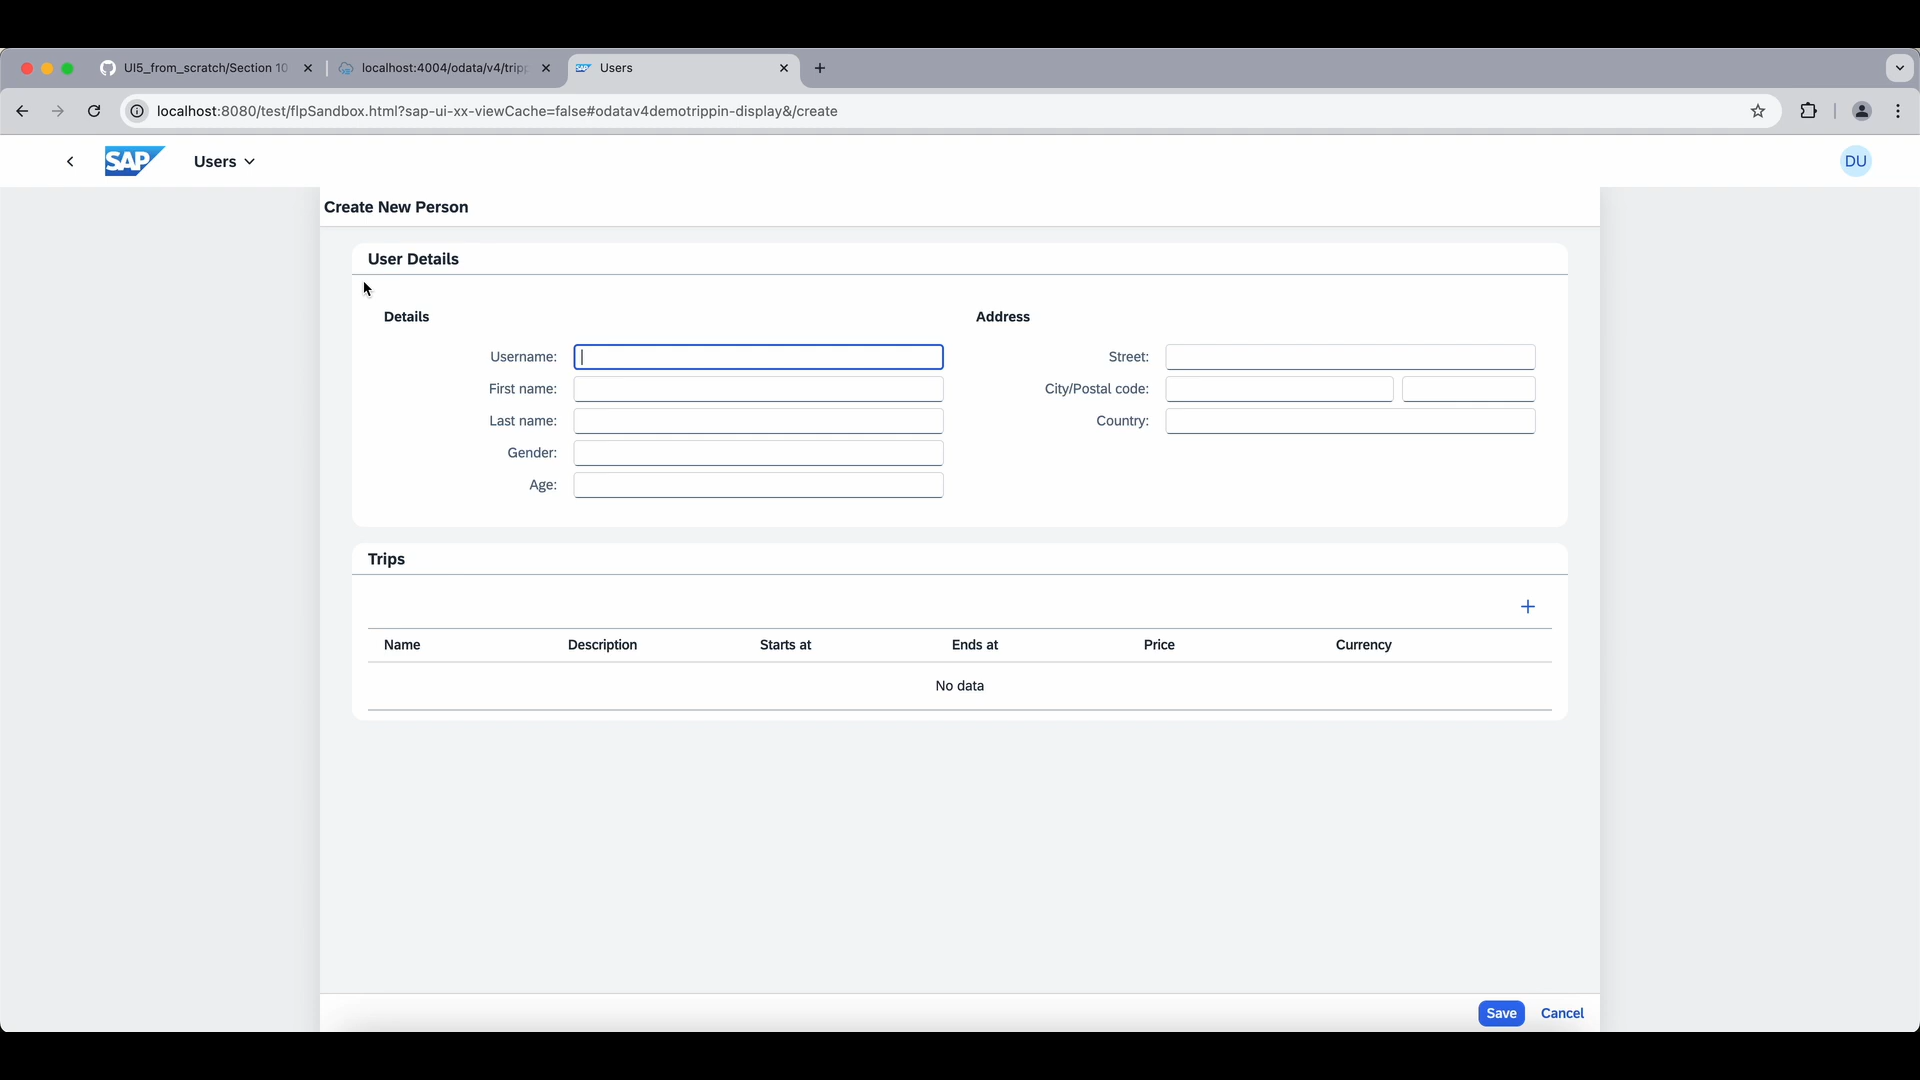 UI5_from_scratch/Section 10
localhost:4004/odata/v4/tripp
Users
localhost:8080/test/flpSandbox.html?sap-ui-xx-viewCache=false#odatav4demotrippin-display&/create
SAP Users DU
Create New Person
User Details
Details
Username:
First name:
Last name:
Gender:
Age:
Address
Street:
City/Postal code:
Country:
Trips
Name Description Starts at Ends at Price Currency
No data
Save Cancel